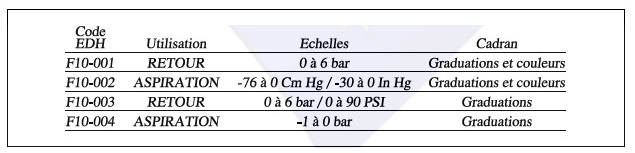 Code
EDH Utilisation Echelles Cadran
F10-001 RETOUR 0 à 6 bar Graduations et couleurs
F10-002 ASPIRATION -76 à 0 Cm Hg / -30 à 0 In Hg Graduations et couleurs
F10-003 RETOUR 0 à 6 bar / 0 à 90 PSI Graduations
F10-004 ASPIRATION -1 à 0 bar Graduations